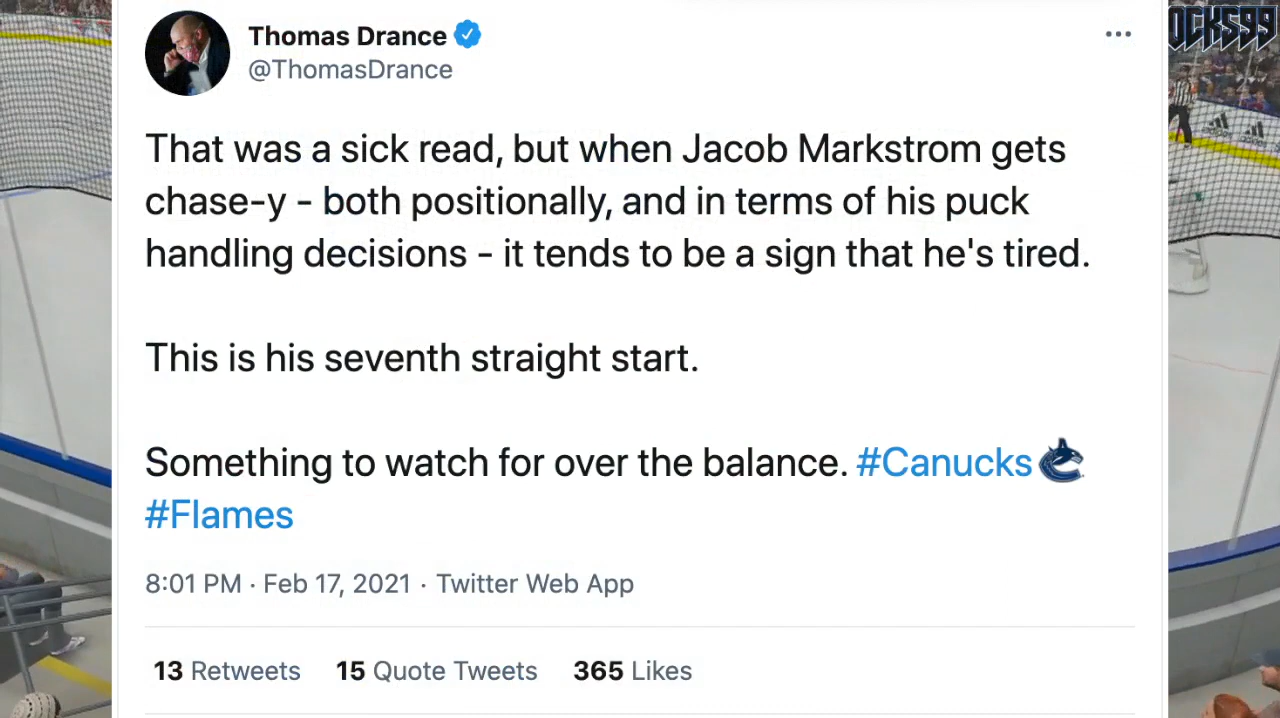 Thomas Drance
@ThomasDrance
That was a sick read, but when Jacob Markstrom gets
chase-y - both positionally, and in terms of his puck
handling decisions - it tends to be a sign that he's tired.
This is his seventh straight start.
Something to watch for over the balance. #Canucks
#Flames
8:01 PM · Feb 17, 2021 · Twitter Web App
13 Retweets 15 Quote Tweets 365 Likes